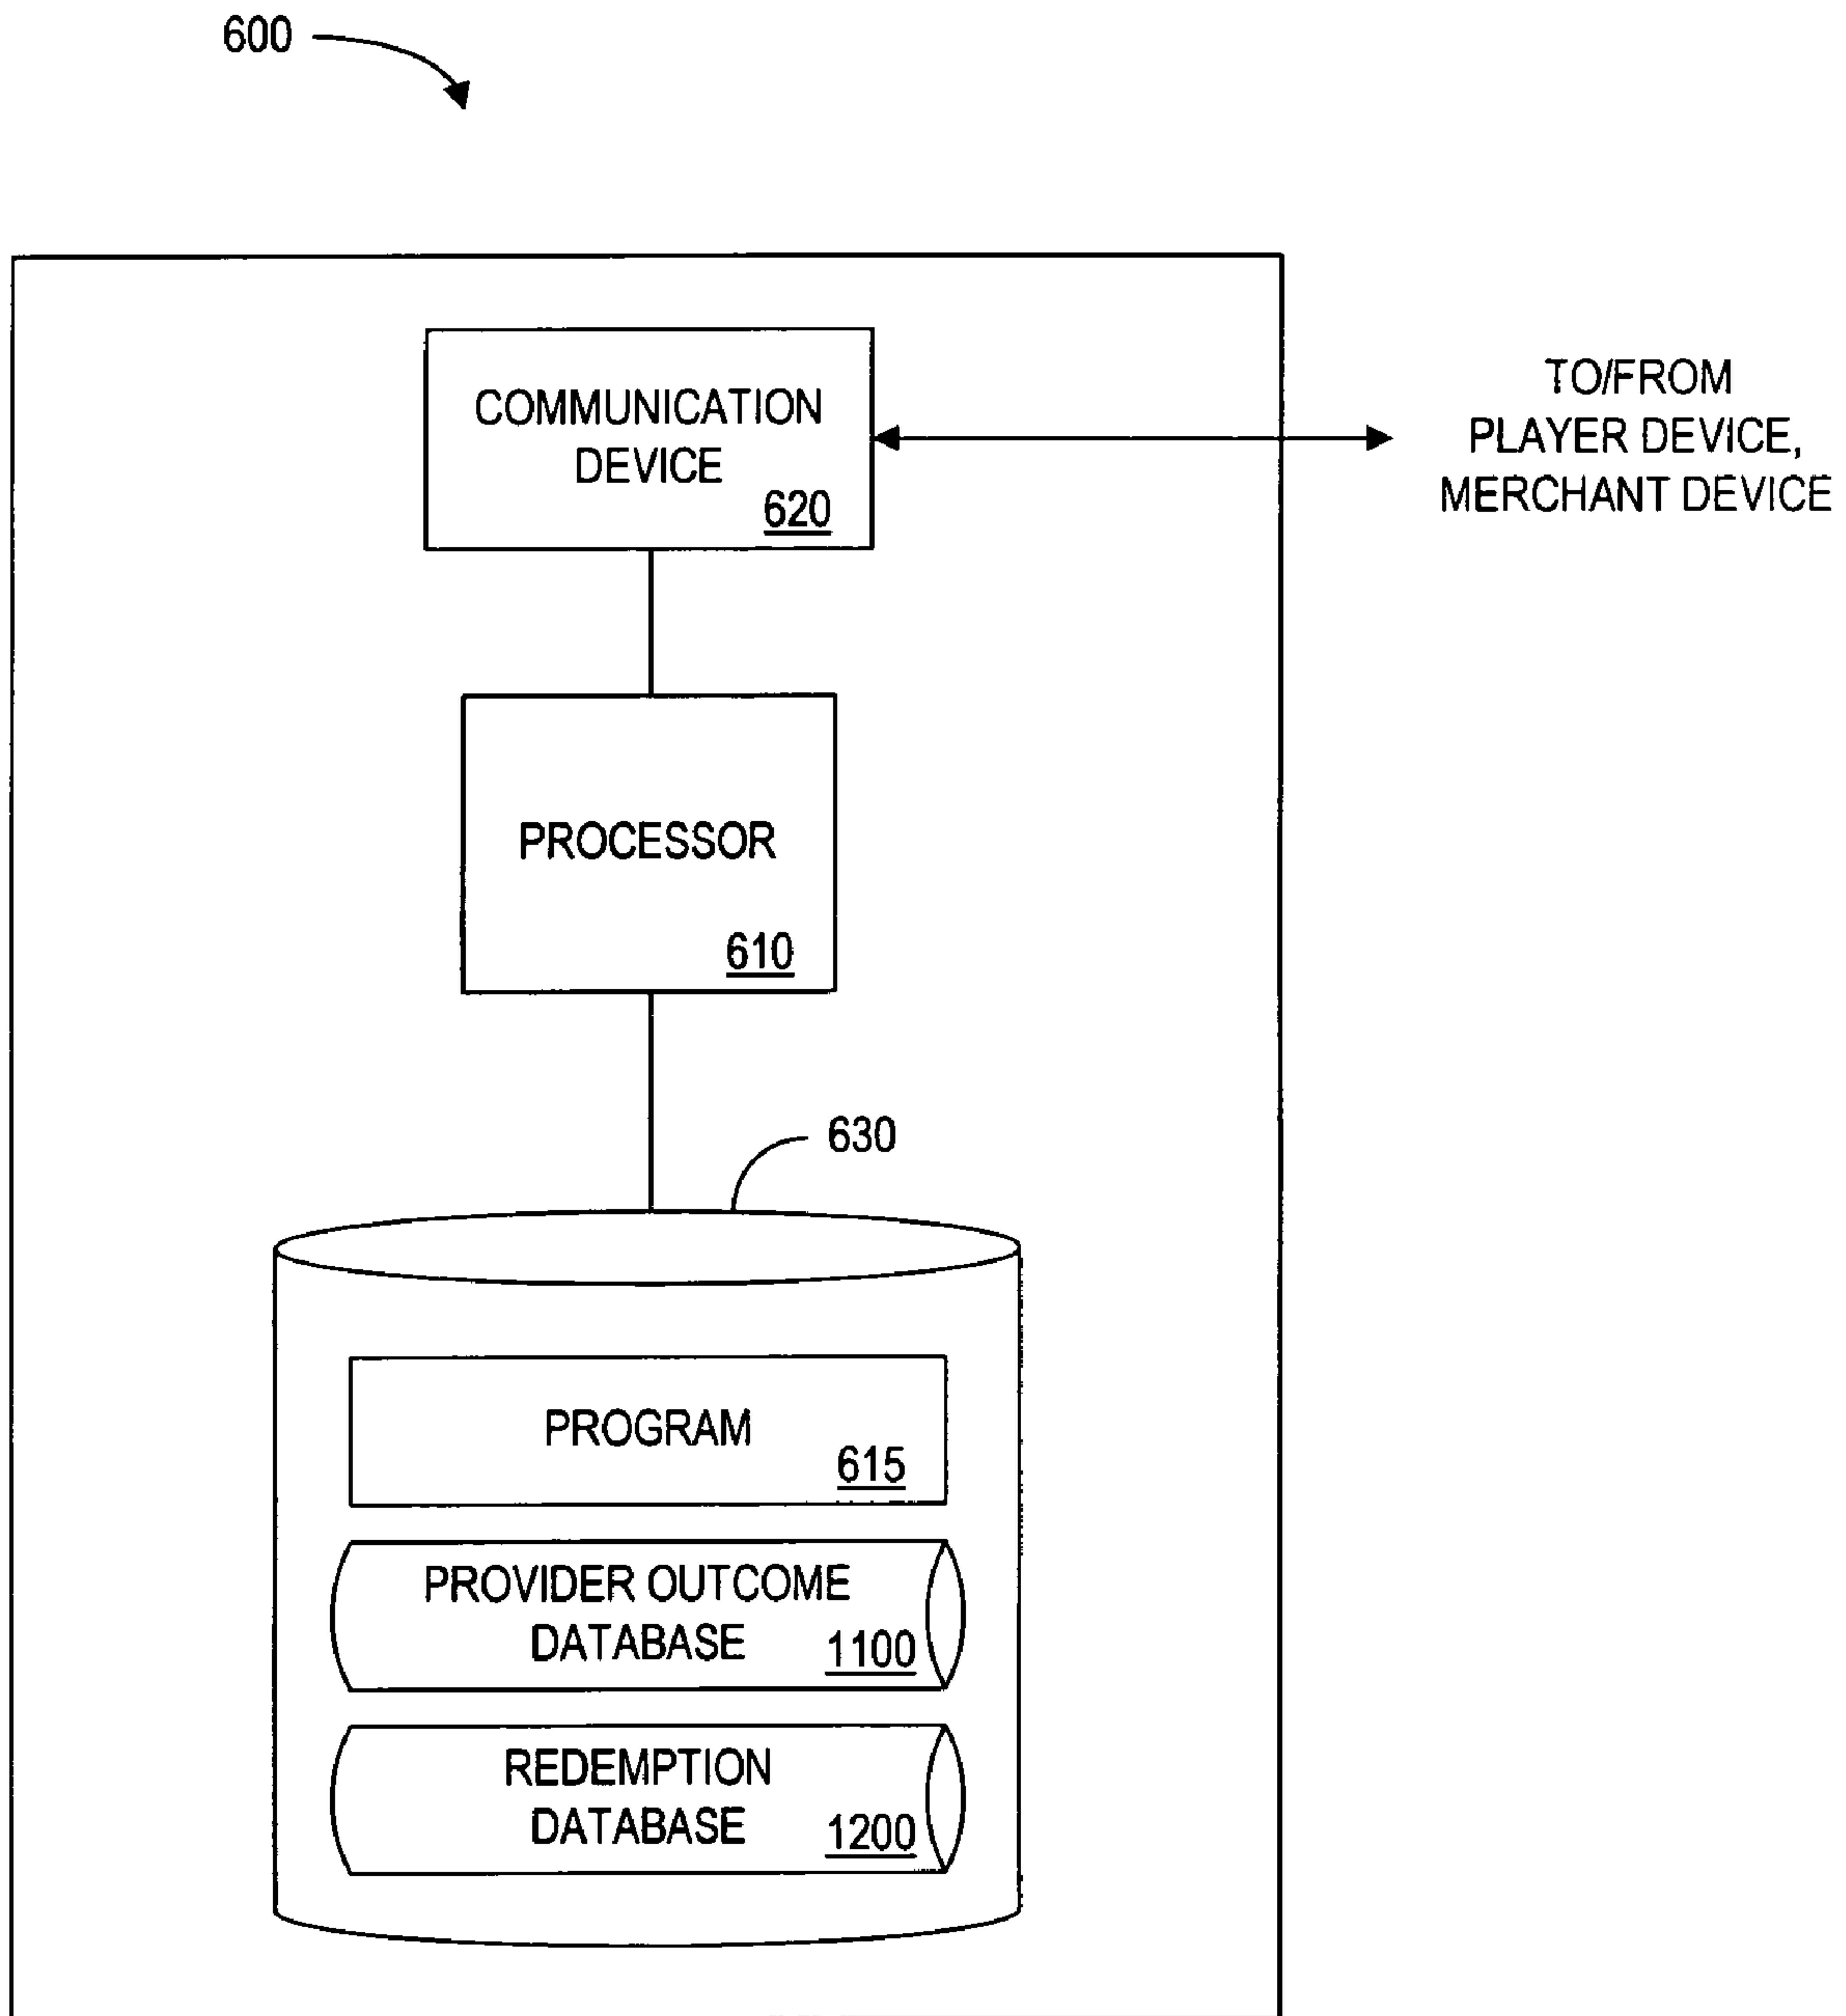 600
COMMUNICATION
DEVICE
620
TO/FROM
PLAYER DEVICE,
MERCHANT DEVICE
PROCESSOR
610
630
PROGRAM
615
PROVIDER OUTCOME
DATABASE
1100
REDEMPTION
DATABASE
1200